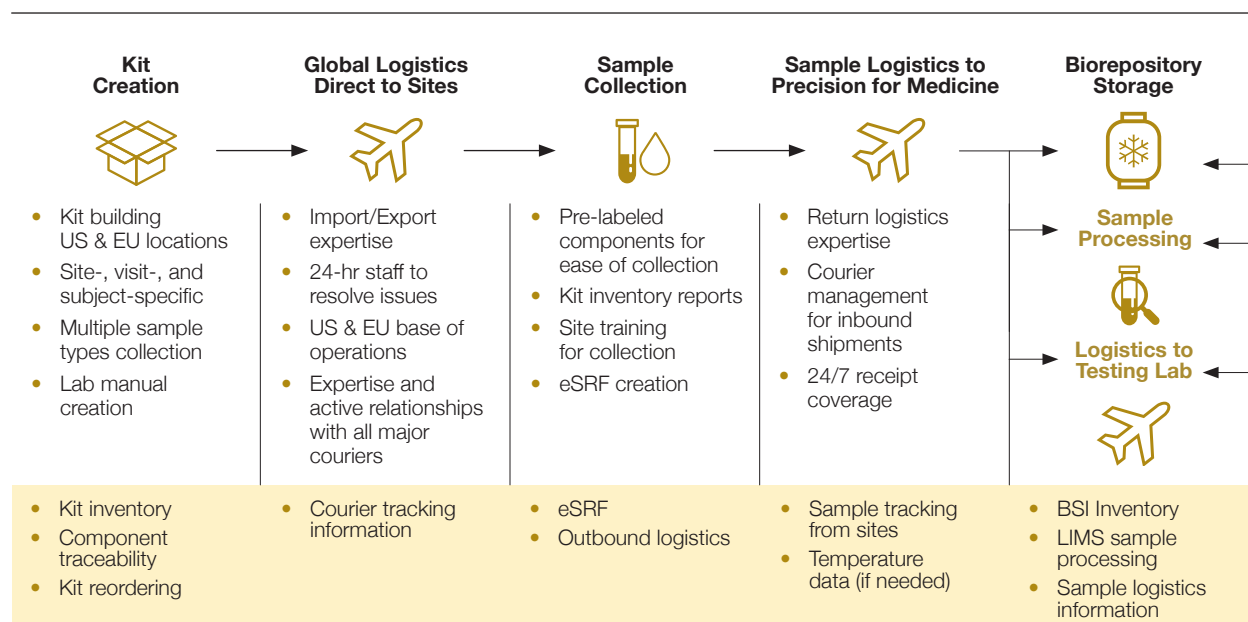 Kit
Creation
Global Logistics
Direct to Sites
Sample
Collection
Sample Logistics to
Precision for Medicine
Biorepository
Storage
• Kit building
US & EU locations
• Site-, visit-, and
subject-specific
• Multiple sample
types collection
• Lab manual
creation
• Import/Export
expertise
• 24-hr staff to
resolve issues
• US & EU base of
operations
• Expertise and
active relationships
with all major
couriers
• Pre-labeled
components for
ease of collection
• Kit inventory reports
• Site training
for collection
• eSRF creation
• Return logistics
expertise
• Courier
management
for inbound
shipments
• 24/7 receipt
coverage
Sample
Processing
Logistics to
Testing Lab
• Kit inventory
• Component
traceability
• Kit reordering
• Courier tracking
information
• eSRF
• Outbound logistics
• Sample tracking
from sites
• Temperature
data (if needed)
• BSI Inventory
• LIMS sample
processing
• Sample logistics
information